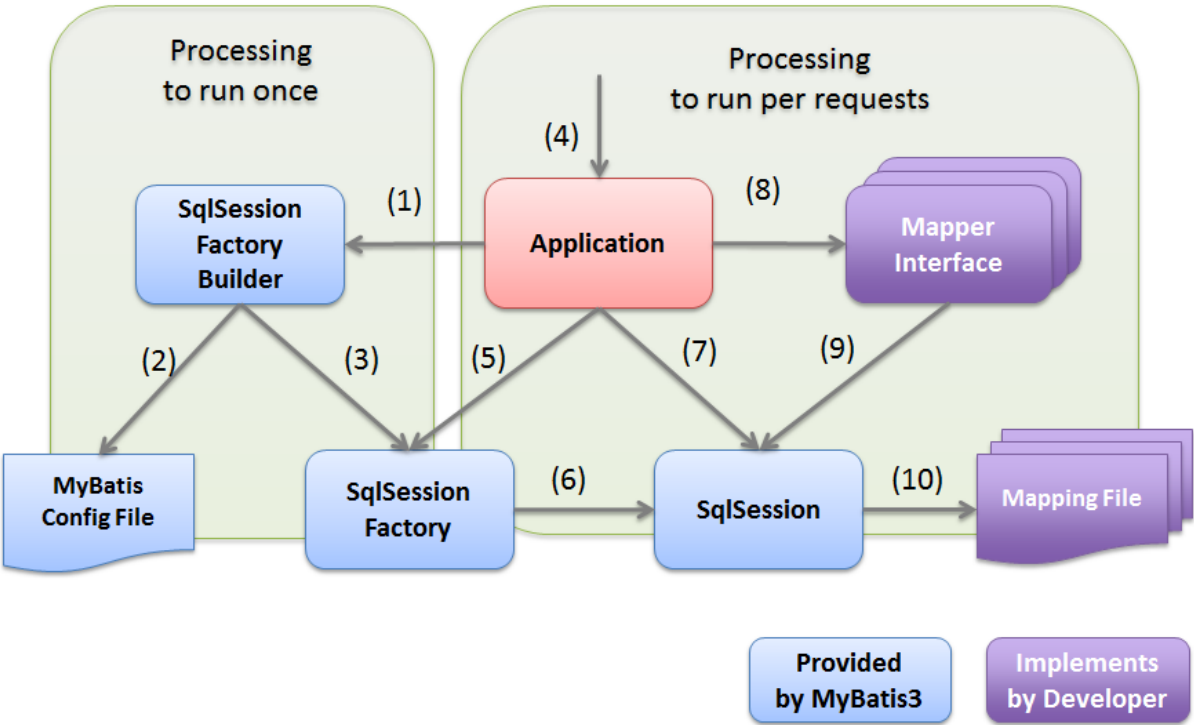 Processing
to run once
Processing
to run per requests
(4)
(1)
(8)
SqlSession
Factory
Builder
Application
Mapper
Interface
(2)
(3)
(5)
(7)
(9)
MyBatis
Config File
SqlSession
Factory
(6)
SqlSession
(10)
Mapping File
Provided
by MyBatis3
Implements
by Developer